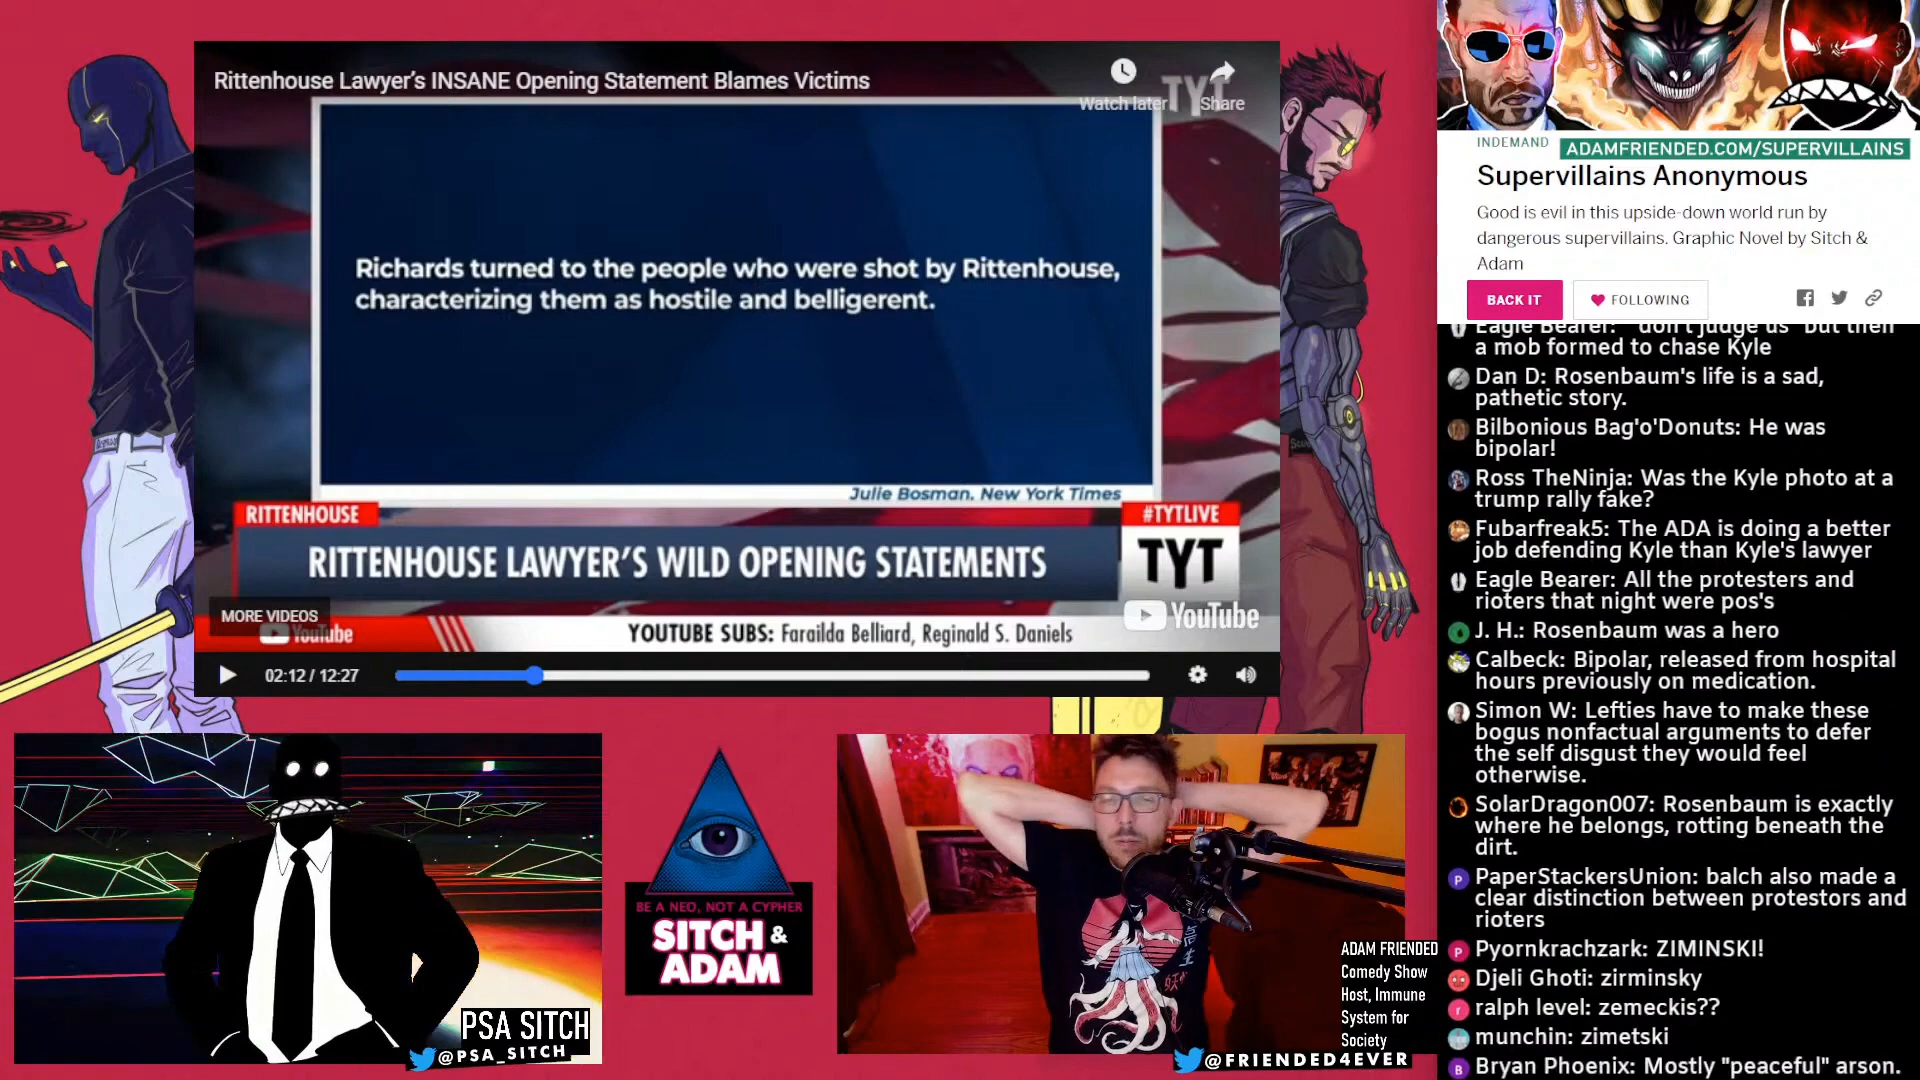 Rittenhouse Lawyer's INSANE Opening Statement Blames Victims
Watch later
Share
TYT
Richards turned to the people who were shot by Rittenhouse,
characterizing them as hostile and belligerent.
Julie Bosman, New York Times
RITTENHOUSE
#TYTLIVE
RITTENHOUSE LAWYER'S WILD OPENING STATEMENTS
TYT
MORE VIDEOS
YouTube
YouTube
YOUTUBE SUBS: Farailda Belliard, Reginald S. Daniels
02:12 / 12:27
PSA SITCH
@PSA_SITCH
BE A NEO, NOT A CYPHER
SITCH &
ADAM
ADAM FRIENDED
Comedy Show
Host, Immune
System for
Society
@FRIENDED4EVER
INDEMAND
ADAMFRIENDED.COM/SUPERVILLAINS
Supervillains Anonymous
Good is evil in this upside-down world run by
dangerous supervillains. Graphic Novel by Sitch &
Adam
BACK IT
FOLLOWING
Eagle Bearer: "don't judge us" but then
a mob formed to chase Kyle
Dan D: Rosenbaum's life is a sad,
pathetic story.
Bilbonious Bag'o'Donuts: He was
bipolar!
Ross TheNinja: Was the Kyle photo at a
trump rally fake?
Fubarfreak5: The ADA is doing a better
job defending Kyle than Kyle's lawyer
Eagle Bearer: All the protesters and
rioters that night were pos's
J. H.: Rosenbaum was a hero
Calbeck: Bipolar, released from hospital
hours previously on medication.
Simon W: Lefties have to make these
bogus nonfactual arguments to defer
the self disgust they would feel
otherwise.
SolarDragon007: Rosenbaum is exactly
where he belongs, rotting beneath the
dirt.
PaperStackersUnion: balch also made a
clear distinction between protestors and
rioters
Pyornkrachzark: ZIMINSKI!
Djeli Ghoti: zirminsky
ralph level: zemeckis??
munchin: zimetski
Bryan Phoenix: Mostly "peaceful" arson.